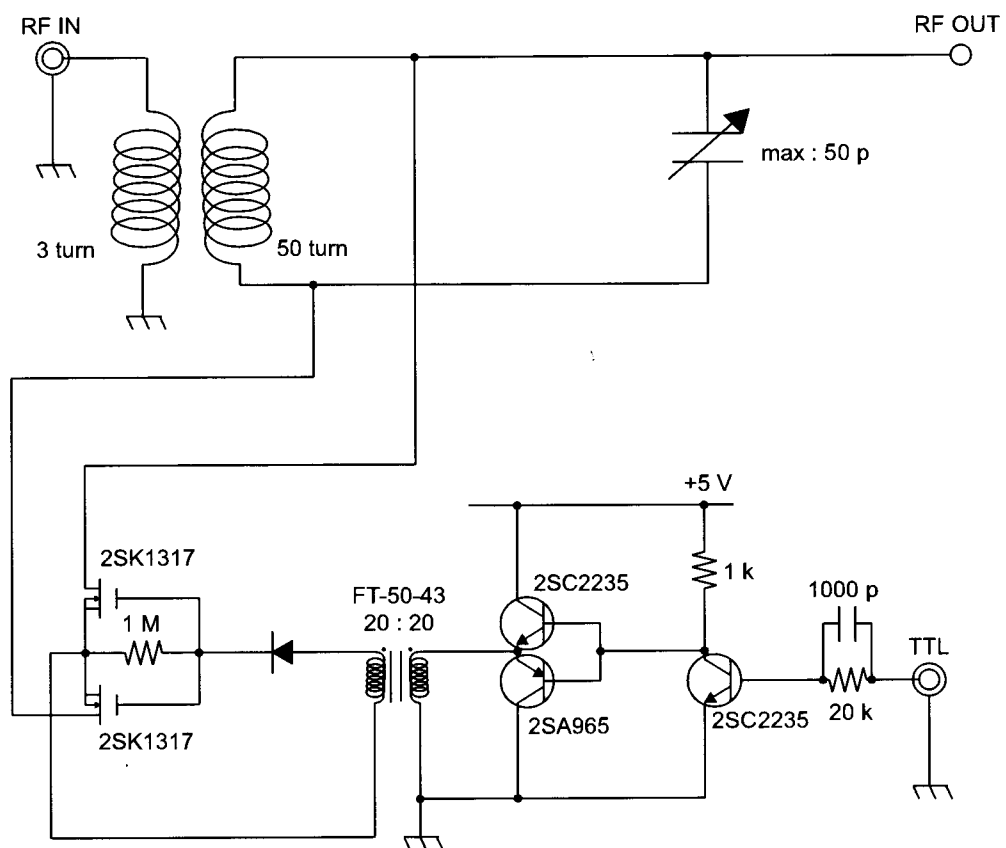 RF IN
RF OUT
max : 50 p
3 turn
50 turn
+5 V
2SK1317
1 M
2SK1317
FT-50-43
20 : 20
2SC2235
2SA965
1 k
2SC2235
1000 p
20 k
TTL